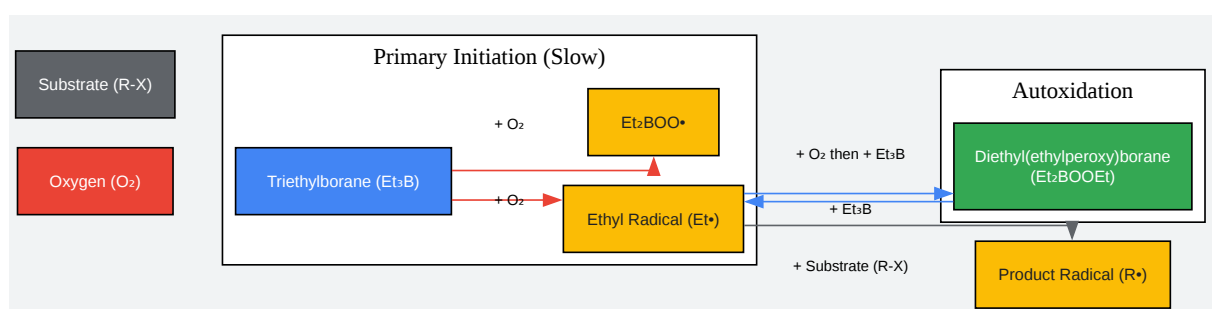 Substrate (R-X)
Oxygen (O₂)
Primary Initiation (Slow)
+ O₂
Et₂BOO•
Triethylborane (Et₃B)
+ O₂
Ethyl Radical (Et•)
+ O₂ then + Et₃B
+ Et₃B
+ Substrate (R-X)
Autoxidation
Diethyl(ethylperoxy)borane
(Et₂BOOEt)
Product Radical (R•)